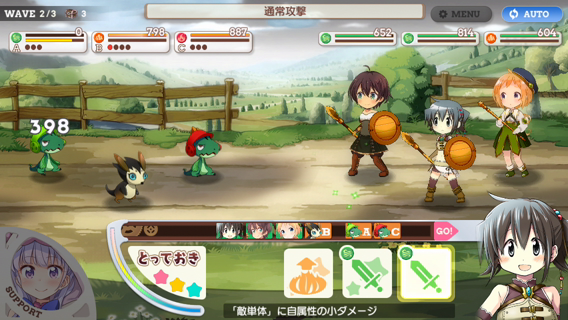 WAVE 2/3
3
通常攻撃
MENU
AUTO
0
A
798
B
887
C
652
814
604
398
B
A
C
GO!
とっておき
SUPPORT
「敵単体」に自属性の小ダメージ